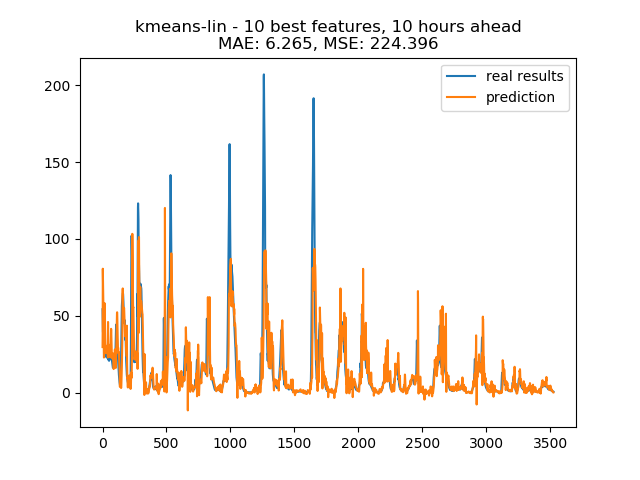 kmeans-lin - 10 best features, 10 hours ahead
MAE: 6.265, MSE: 224.396
real results
prediction
200
150
100
50
0
0 500 1000 1500 2000 2500 3000 3500